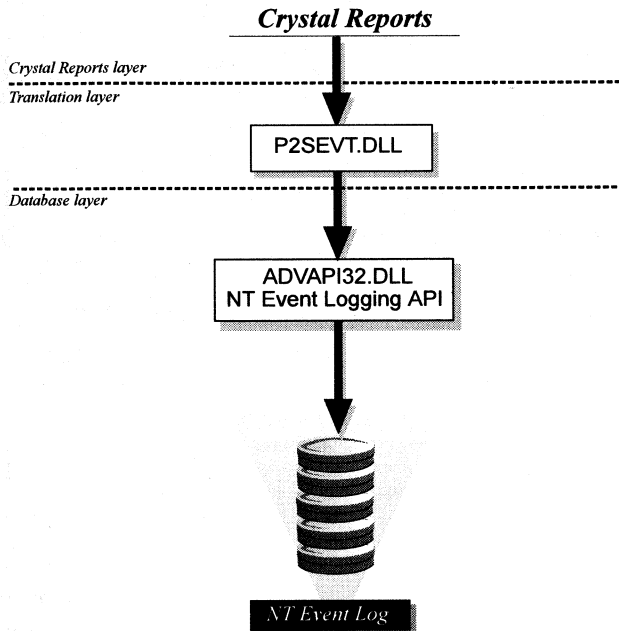 Crystal Reports
Crystal Reports layer
Translation layer
P2SEVT.DLL
Database layer
ADVAPI32.DLL
NT Event Logging API
NT Event Log